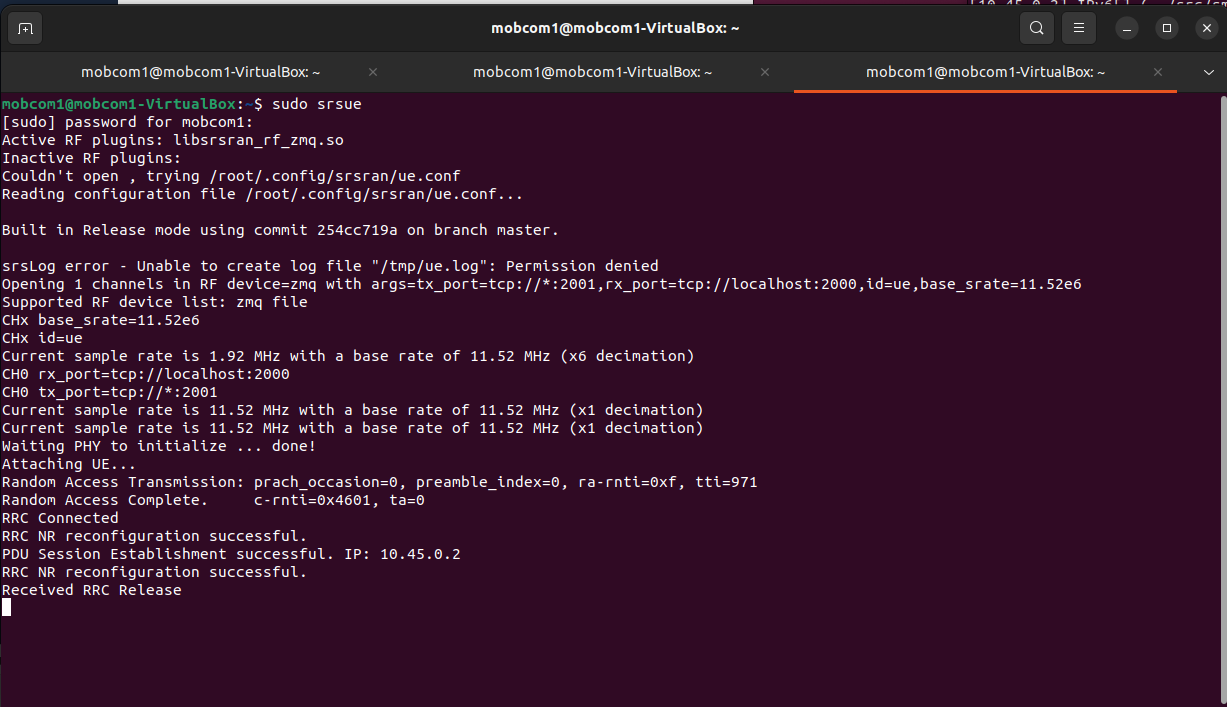 mobcom1@mobcom1-VirtualBox: ~
mobcom1@mobcom1-VirtualBox: ~
mobcom1@mobcom1-VirtualBox: ~
mobcom1@mobcom1-VirtualBox: ~
mobcom1@mobcom1-VirtualBox:~$ sudo srsue
[sudo] password for mobcom1:
Active RF plugins: libsrsran_rf_zmq.so
Inactive RF plugins:
Couldn't open , trying /root/.config/srsran/ue.conf
Reading configuration file /root/.config/srsran/ue.conf...
Built in Release mode using commit 254cc719a on branch master.
srsLog error - Unable to create log file "/tmp/ue.log": Permission denied
Opening 1 channels in RF device=zmq with args=tx_port=tcp://*:2001,rx_port=tcp://localhost:2000,id=ue,base_srate=11.52e6
Supported RF device list: zmq file
CHx base_srate=11.52e6
CHx id=ue
Current sample rate is 1.92 MHz with a base rate of 11.52 MHz (x6 decimation)
CH0 rx_port=tcp://localhost:2000
CH0 tx_port=tcp://*:2001
Current sample rate is 11.52 MHz with a base rate of 11.52 MHz (x1 decimation)
Current sample rate is 11.52 MHz with a base rate of 11.52 MHz (x1 decimation)
Waiting PHY to initialize ... done!
Attaching UE...
Random Access Transmission: prach_occasion=0, preamble_index=0, ra-rnti=0xf, tti=971
Random Access Complete.     c-rnti=0x4601, ta=0
RRC Connected
RRC NR reconfiguration successful.
PDU Session Establishment successful. IP: 10.45.0.2
RRC NR reconfiguration successful.
Received RRC Release